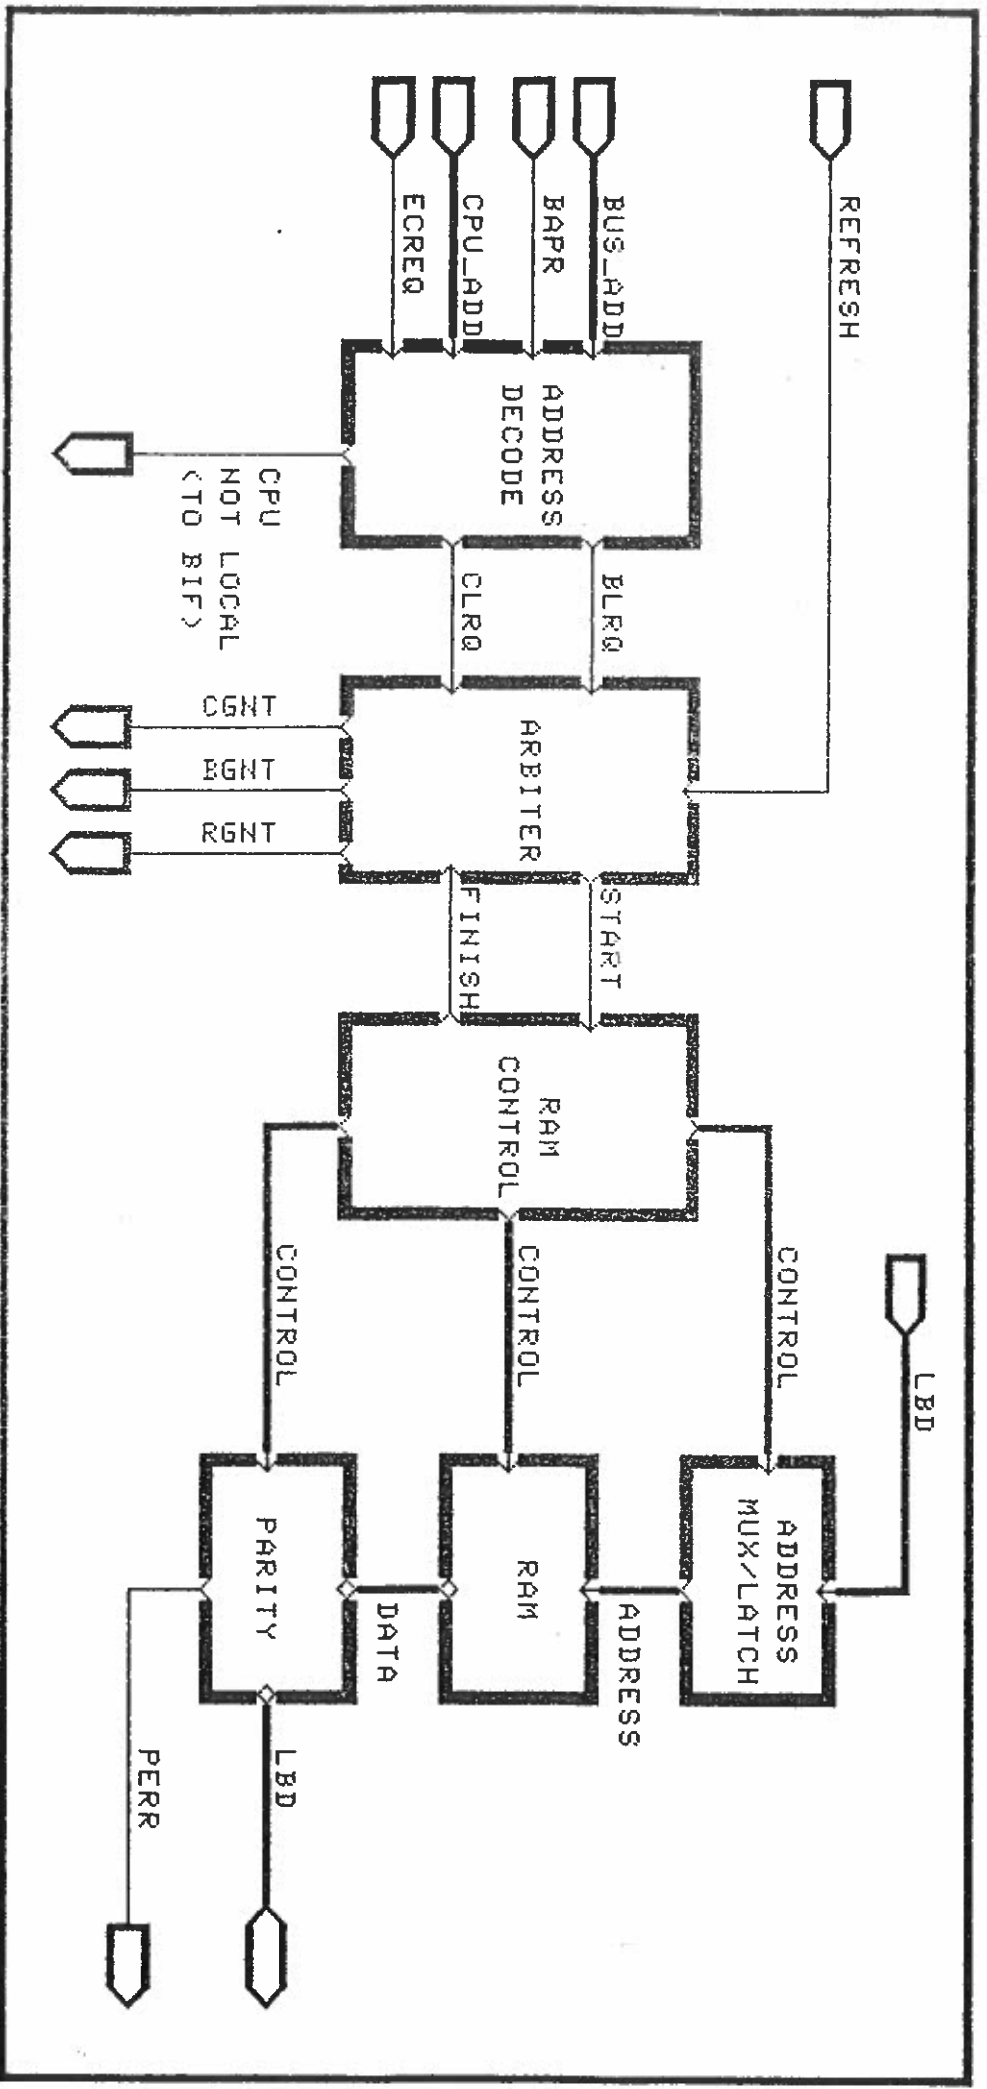 REFRESH
LBD
BUS_ADD
BAPR
CPU_ADD
ECREQ
ADDRESS
DECODE
BLRQ
CLRQ
ARBITER
START
FINISH
RAM
CONTROL
CONTROL
CONTROL
CONTROL
ADDRESS
MUX/LATCH
ADDRESS
RAM
DATA
PARITY
LBD
PERR
CPU
NOT LOCAL
<TO BIF>
CGNT
BGNT
RGNT